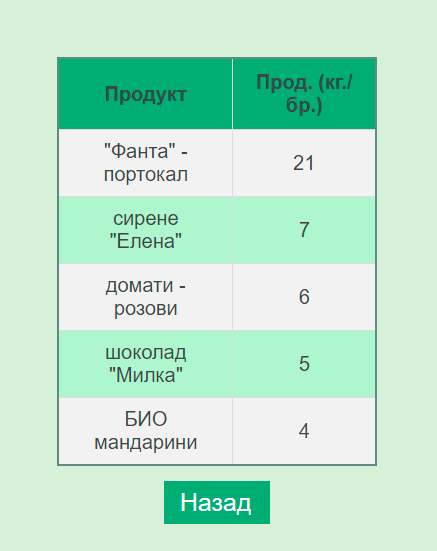 Продукт
Прод. (кг./
бр.)
"Фанта" -
портокал
21
сирене
"Елена"
7
домати -
розови
6
шоколад
"Милка"
5
БИО
мандарини
4
Назад